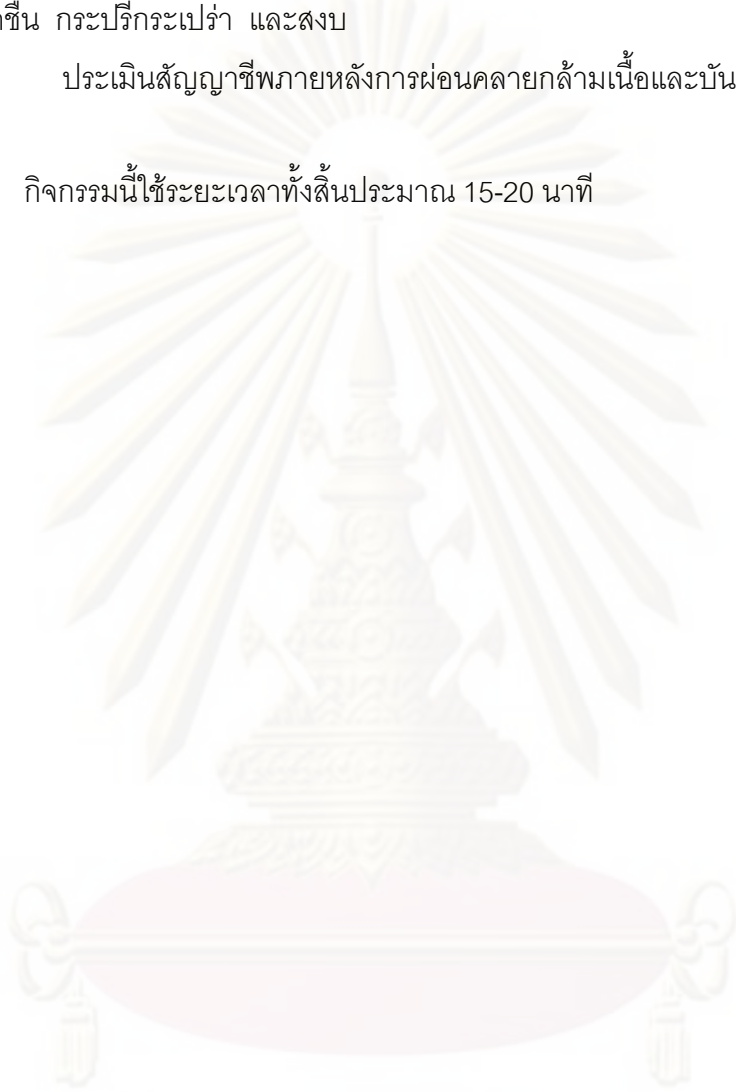 กระปรี้กระเปร่า และสงบ
ประเมินสัญญาชีพภายหลังการผ่อนคลายกล้ามเนื้อและบัน
กิจกรรมนี้ใช้ระยะเวลาทั้งสิ้นประมาณ 15-20 นาที